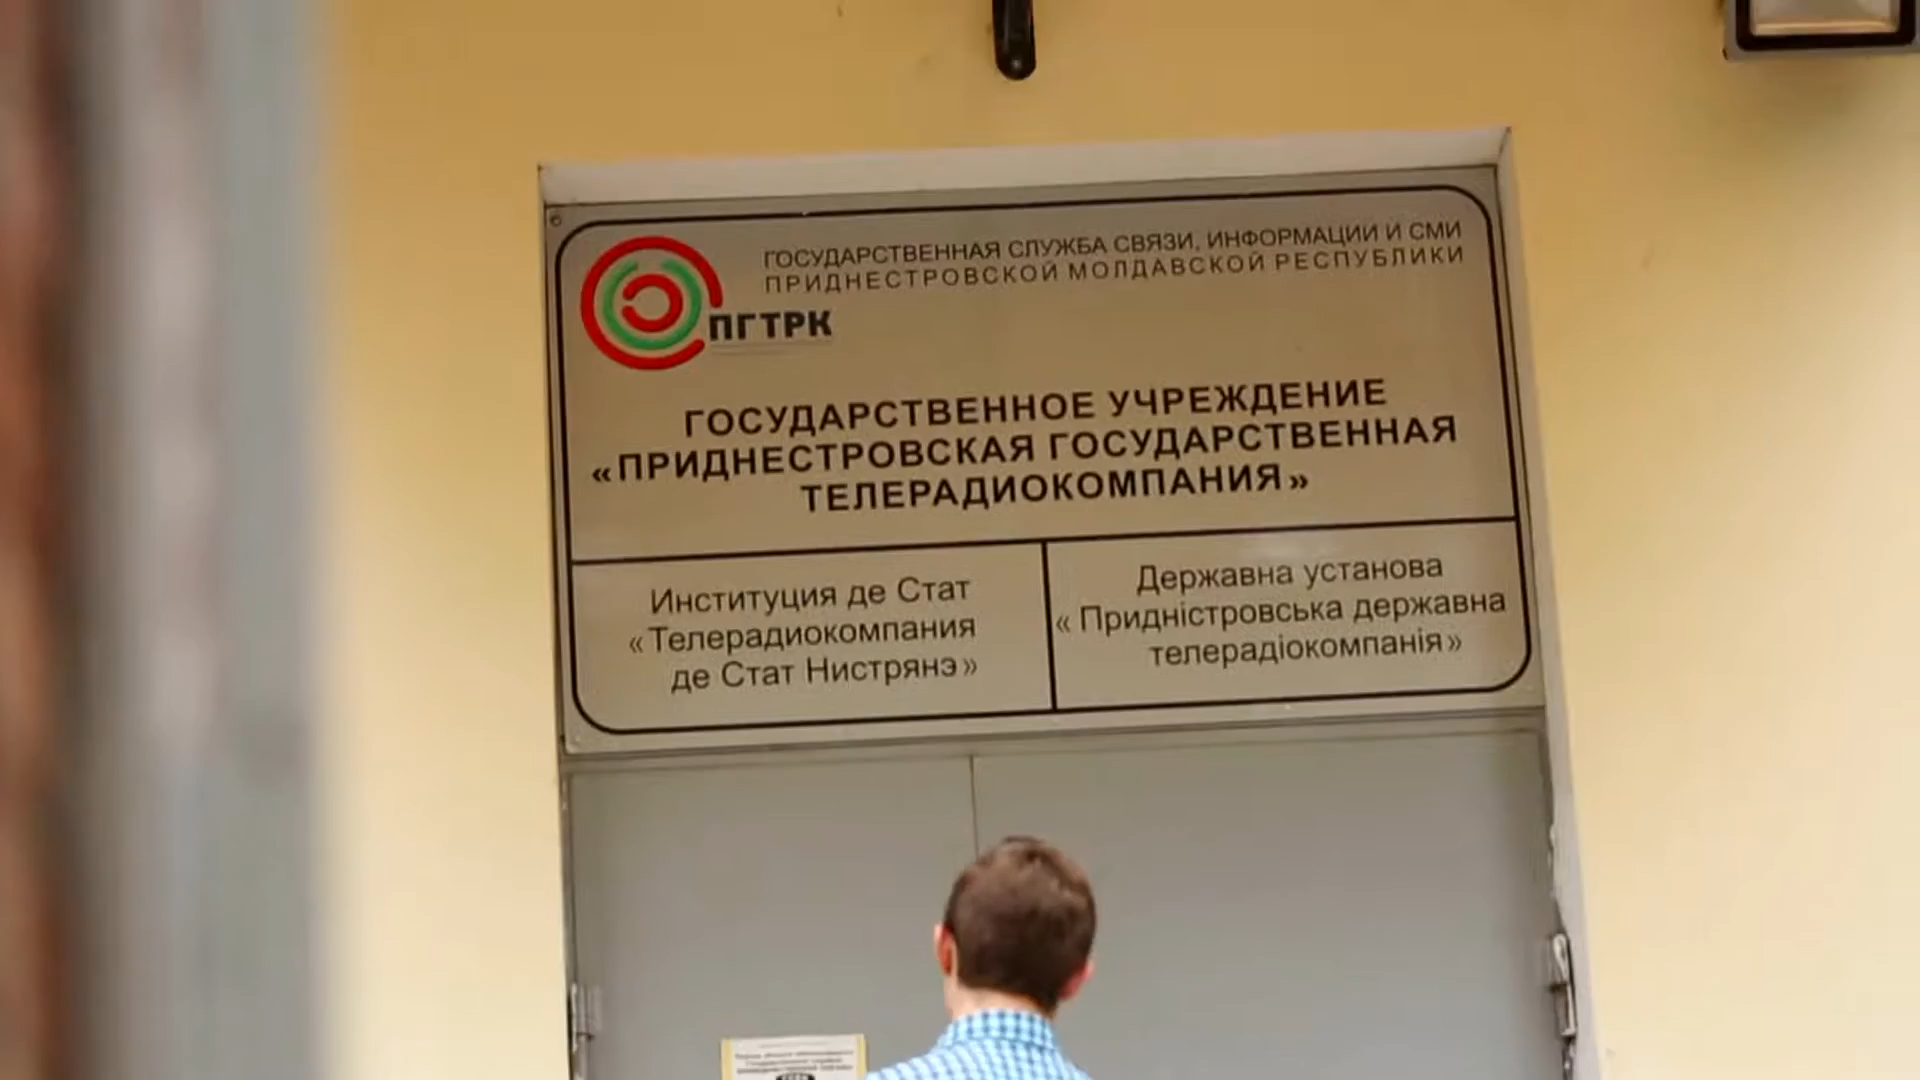 ГОСУДАРСТВЕННАЯ СЛУЖБА СВЯЗИ, ИНФОРМАЦИИ И СМИ
ПРИДНЕСТРОВСКОЙ МОЛДАВСКОЙ РЕСПУБЛИКИ
ПГТРК
ГОСУДАРСТВЕННОЕ УЧРЕЖДЕНИЕ
«ПРИДНЕСТРОВСКАЯ ГОСУДАРСТВЕННАЯ
ТЕЛЕРАДИОКОМПАНИЯ»
Институция де Стат
«Телерадиокомпания
де Стат Нистрянэ»
Державна установа
«Придністровська державна
телерадіокомпанія»